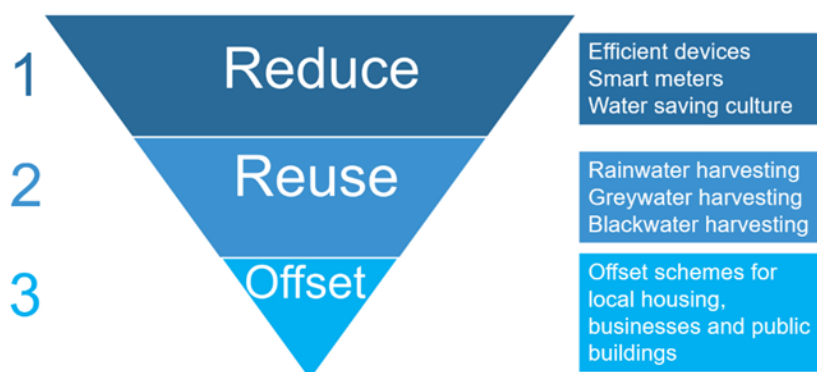 1
Reduce
Efficient devices
Smart meters
Water saving culture
2
Reuse
Rainwater harvesting
Greywater harvesting
Blackwater harvesting
3
Offset
Offset schemes for
local housing,
businesses and public
buildings